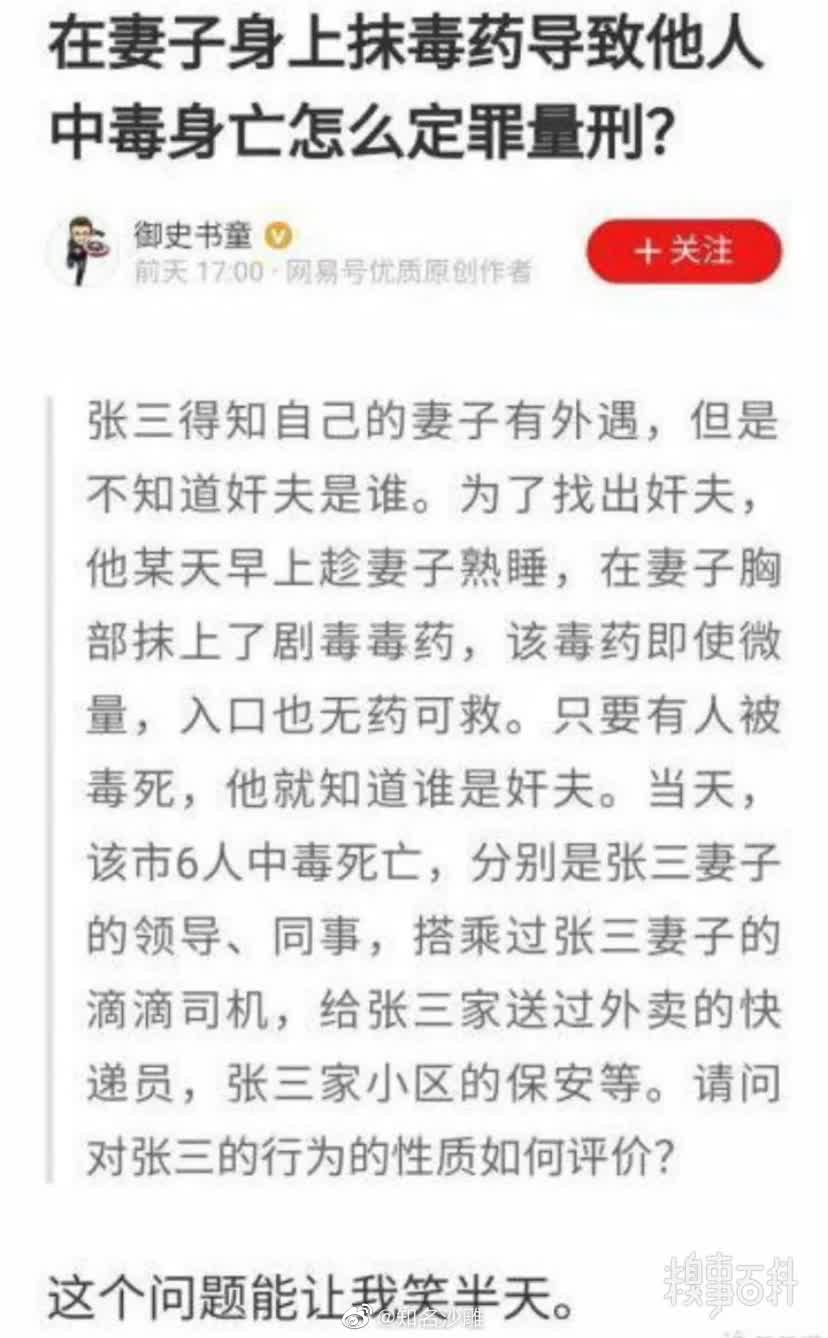 在妻子身上抹毒药导致他人
中毒身亡怎么定罪量刑？
御史书童
＋关注
前天 17:00 · 网易号优质原创作者
张三得知自己的妻子有外遇，但是
不知道奸夫是谁。为了找出奸夫，
他某天早上趁妻子熟睡，在妻子胸
部抹上了剧毒毒药，该毒药即使微
量，入口也无药可救。只要有人被
毒死，他就知道谁是奸夫。当天，
该市6人中毒死亡，分别是张三妻子
的领导、同事，搭乘过张三妻子的
滴滴司机，给张三家送过外卖的快
递员，张三家小区的保安等。请问
对张三的行为的性质如何评价？
糗事百科
这个问题能让我笑半天。
@知名沙雕